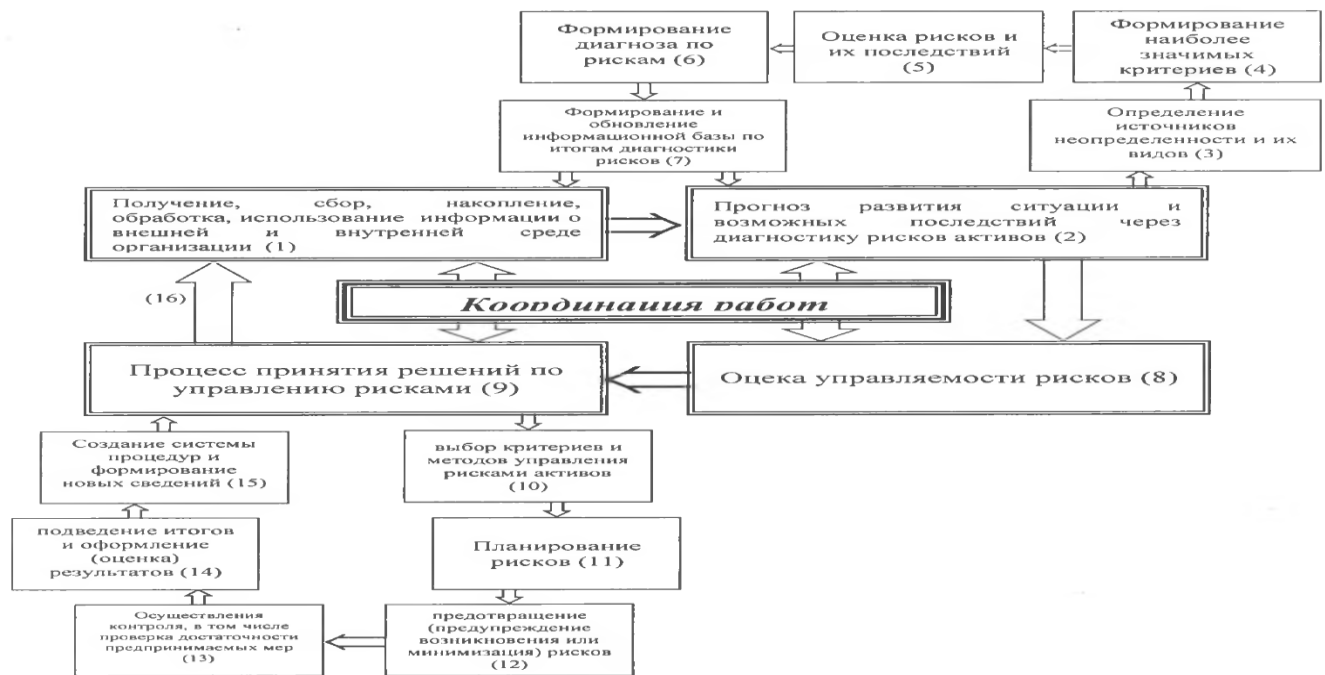 Формирование
диагноза по
рискам (6)
Оценка рисков и
их последствий
(5)
Формирование
наиболее
значимых
критериев (4)
Формирование и
обновление
информационной базы по
итогам диагностики
рисков (7)
Определение
источников
неопределенности и их
видов (3)
Получение, сбор, накопление,
обработка, использование информации о
внешней и внутренней среде
организации (1)
Прогноз развития ситуации и
возможных последствий через
диагностику рисков активов (2)
(16)
Координация работ
Процесс принятия решений по
управлению рисками (9)
Оцека управляемости рисков (8)
Создание системы
процедур и
формирование
новых сведений (15)
выбор критериев и
методов управления
рисками активов
(10)
подведение итогов
и оформление
(оценка)
результатов (14)
Планирование
рисков (11)
Осуществления
контроля, в том числе
проверка достаточности
предпринимаемых мер
(13)
предотвращение
(предупреждение
возникновения или
минимизация) рисков
(12)